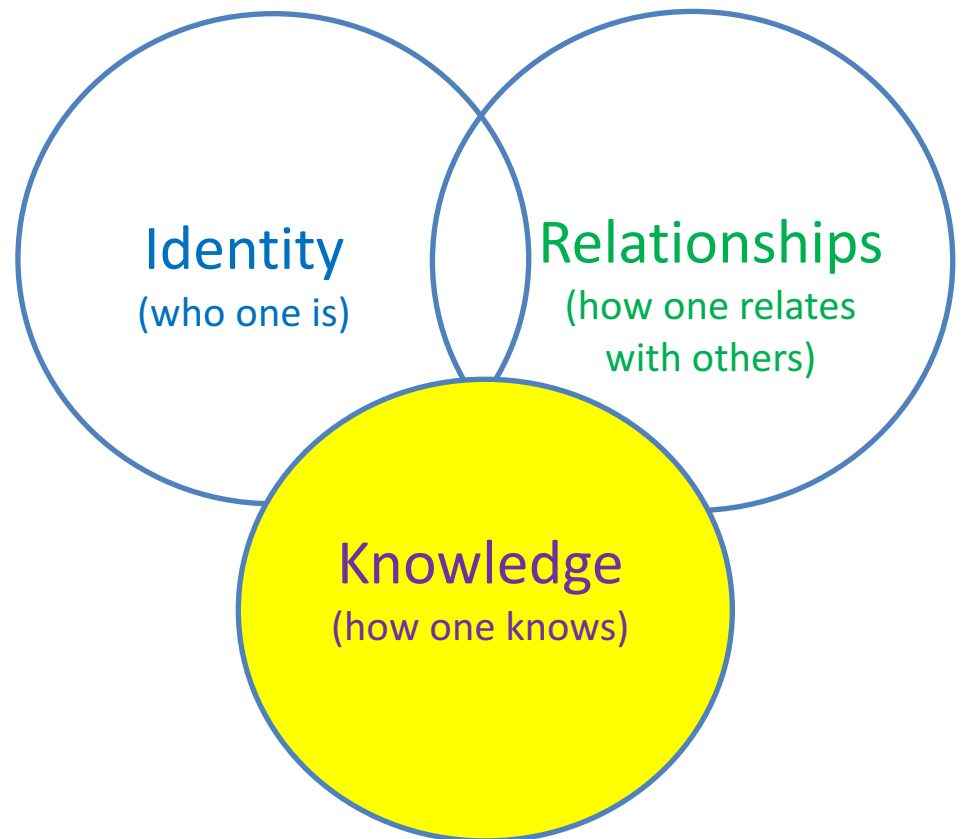 Identity
(who one is)
Relationships
(how one relates
with others)
Knowledge
(how one knows)